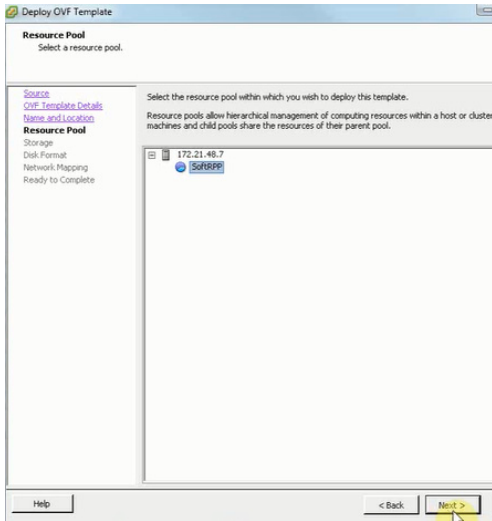 Deploy OVF Template
Resource Pool
Select a resource pool.
Source
OVF Template Details
Name and Location
Resource Pool
Storage
Disk Format
Network Mapping
Ready to Complete
Select the resource pool within which you wish to deploy this template.
Resource pools allow hierarchical management of computing resources within a host or cluster
machines and child pools share the resources of their parent pool.
172.21.48.7
SoftRPP
Help
< Back
Next >